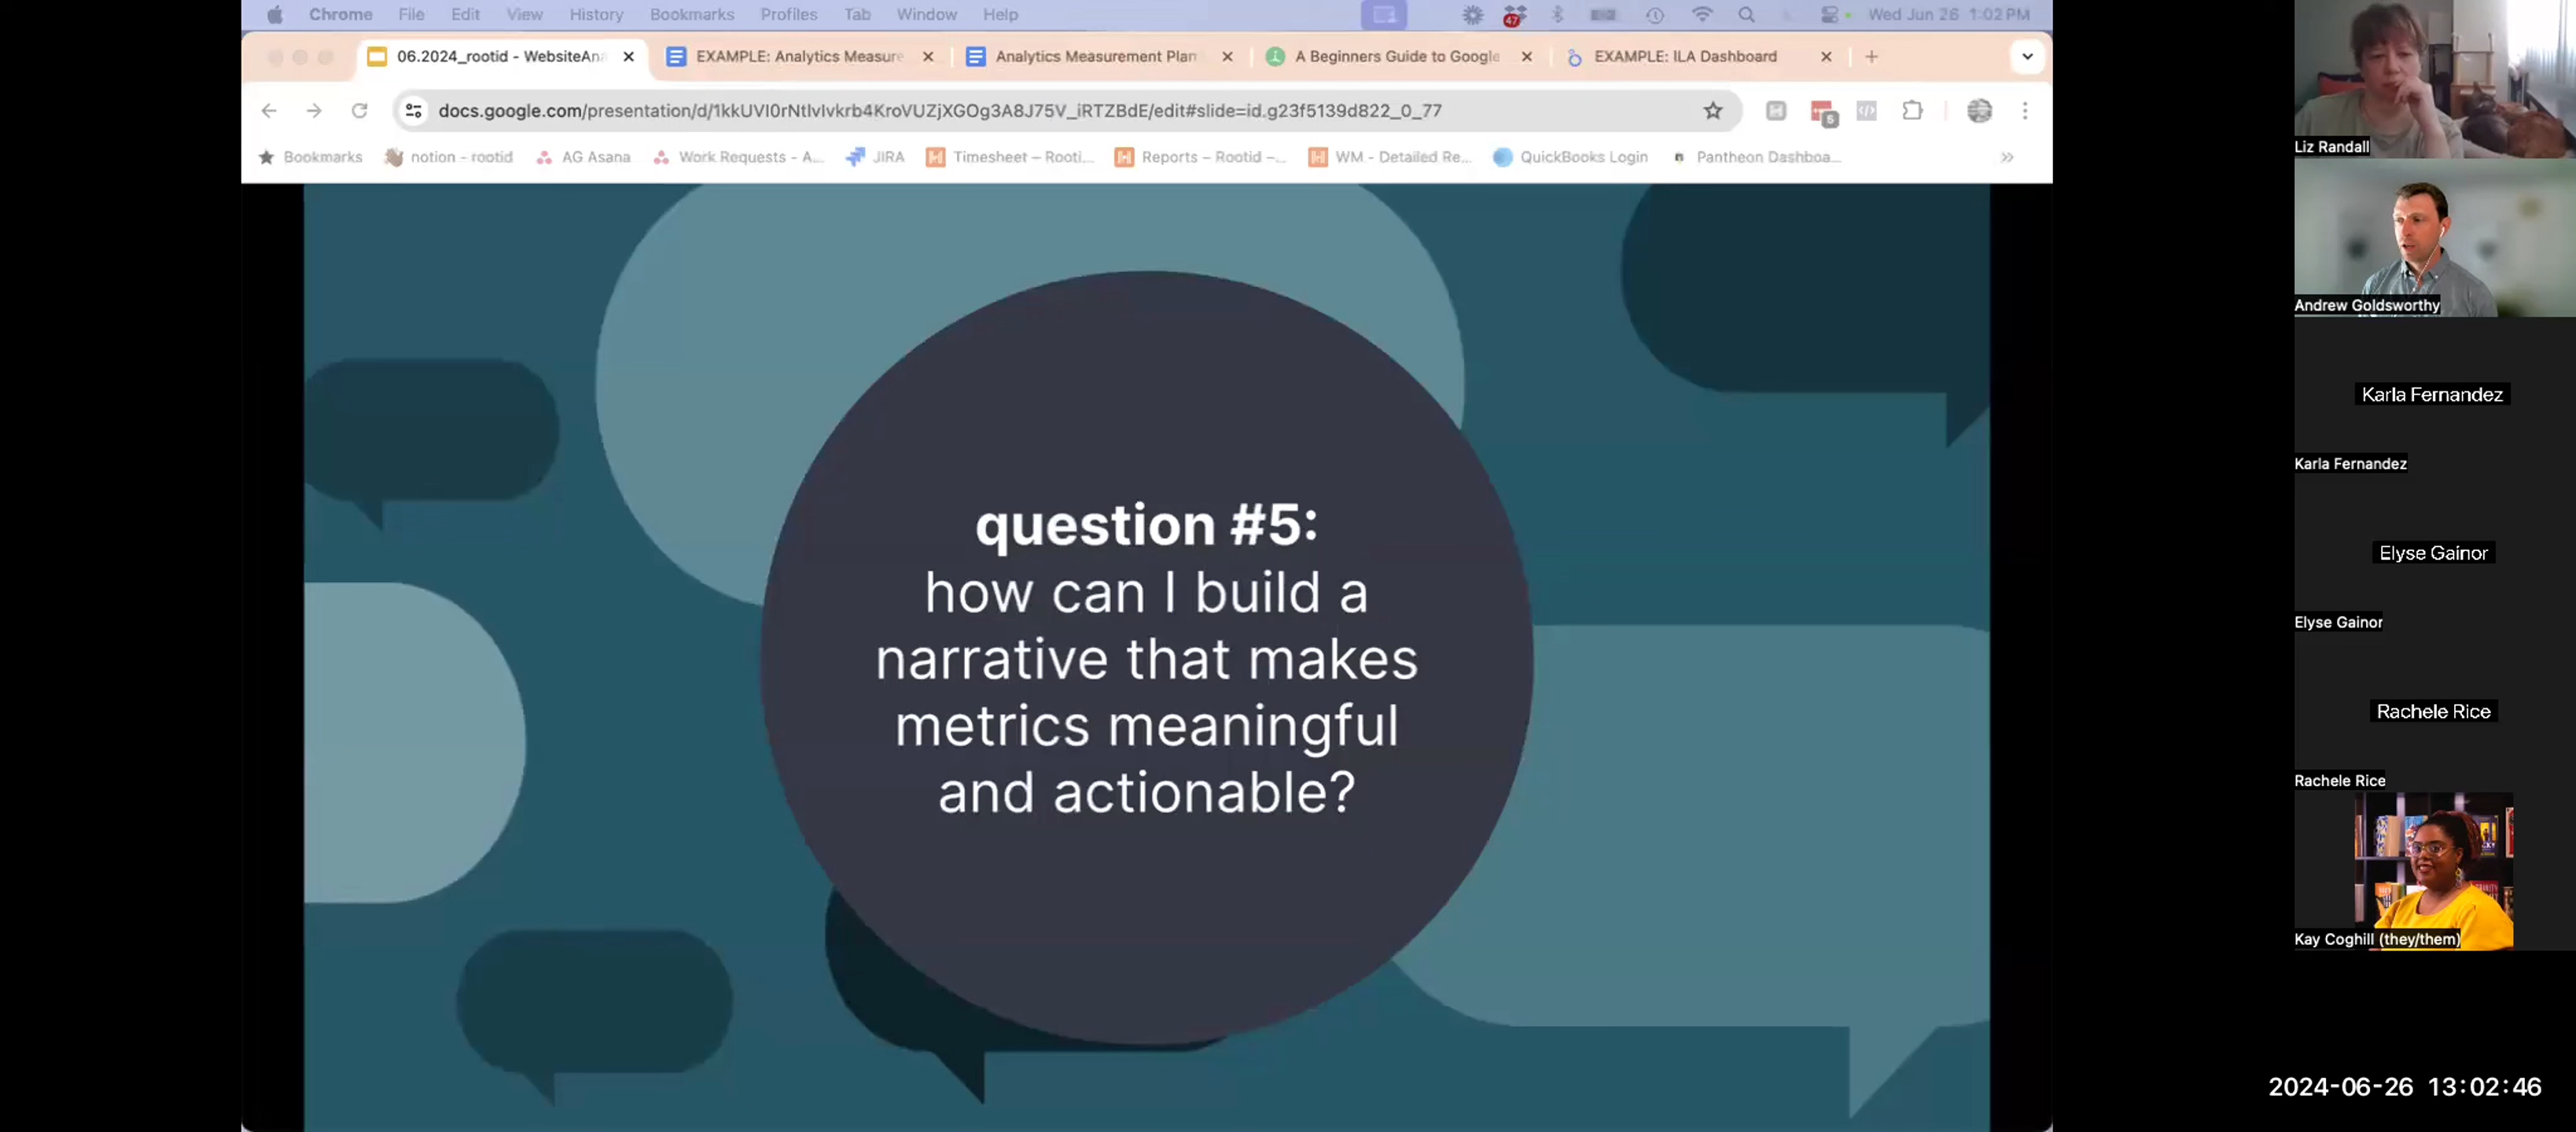 Chrome File Edit View History Bookmarks Profiles Tab Window Help
47
Wed Jun 26 1:02 PM
06.2024_rootid - WebsiteAna
EXAMPLE: Analytics Measure
Analytics Measurement Plan
A Beginners Guide to Google
EXAMPLE: ILA Dashboard
docs.google.com/presentation/d/1kkUVI0rNtIvIvkrb4KroVUZjXGOg3A8J75V_iRTZBdE/edit#slide=id.g23f5139d822_0_77
5
Bookmarks
notion - rootid
AG Asana
Work Requests - A...
JIRA
Timesheet – Rooti...
Reports – Rootid –...
WM - Detailed Re...
QuickBooks Login
Pantheon Dashboa...
question #5:
how can I build a
narrative that makes
metrics meaningful
and actionable?
Liz Randall
Andrew Goldsworthy
Karla Fernandez
Karla Fernandez
Elyse Gainor
Elyse Gainor
Rachele Rice
Rachele Rice
Kay Coghill (they/them)
2024-06-26 13:02:46